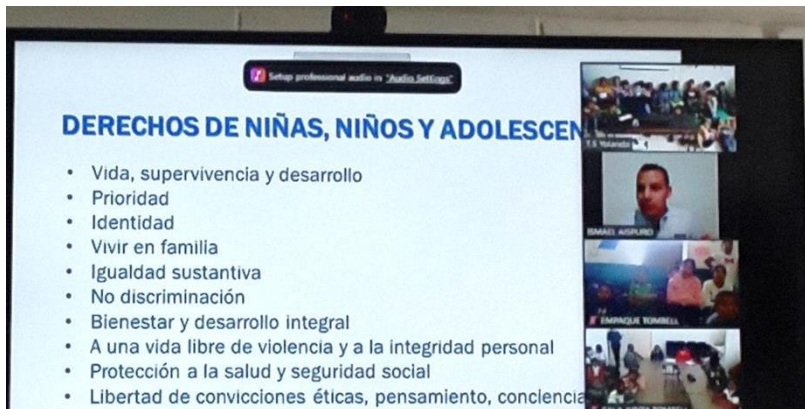 Setup professional audio in "Audio Settings"
DERECHOS DE NIÑAS, NIÑOS Y ADOLESCEN
• Vida, supervivencia y desarrollo
• Prioridad
• Identidad
• Vivir en familia
• Igualdad sustantiva
• No discriminación
• Bienestar y desarrollo integral
• A una vida libre de violencia y a la integridad personal
• Protección a la salud y seguridad social
• Libertad de convicciones éticas, pensamiento, conciencia
T.S Yolanda
ISMAEL AISPURO
EMPAQUE TOMBELL